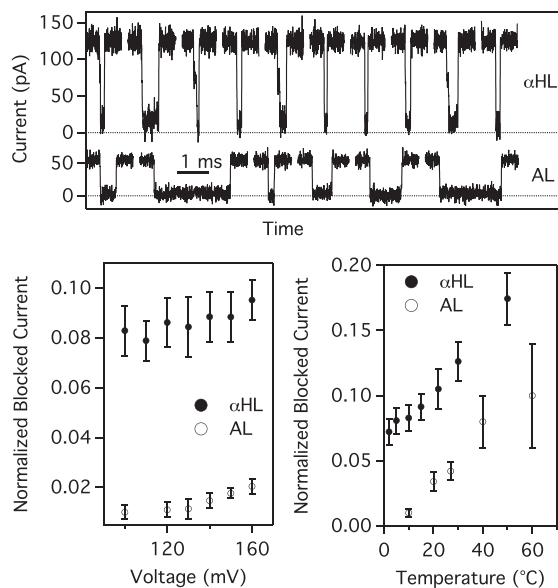 150
100
50
0
50
0
Current (pA)
αHL
AL
1 ms
Time
Normalized Blocked Current
0.10
0.08
0.06
0.04
0.02
αHL
AL
120
140
160
Voltage (mV)
Normalized Blocked Current
0.20
0.15
0.10
0.05
0.00
αHL
AL
0
20
40
60
Temperature (°C)